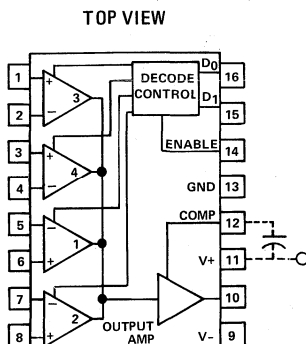 TOP VIEW
DECODE
CONTROL
D0
D1
ENABLE
GND
COMP
V+
OUTPUT
AMP
V-
1
2
3
4
5
6
7
8
16
15
14
13
12
11
10
9
+
-
3
+
-
4
-
+
1
-
+
2